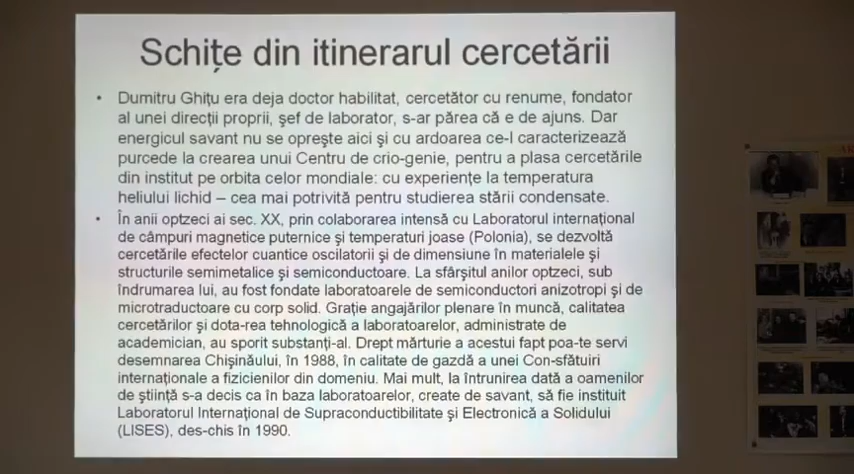 Schițe din itinerarul cercetării
• Dumitru Ghițu era deja doctor habilitat, cercetător cu renume, fondator
al unei direcții proprii, șef de laborator, s-ar părea că e de ajuns. Dar
energicul savant nu se oprește aici și cu ardoarea ce-l caracterizează
purcede la crearea unui Centru de crio-genie, pentru a plasa cercetările
din institut pe orbita celor mondiale: cu experiențe la temperatura
heliului lichid – cea mai potrivită pentru studierea stării condensate.
• În anii optzeci ai sec. XX, prin colaborarea intensă cu Laboratorul internațional
de câmpuri magnetice puternice și temperaturi joase (Polonia), se dezvoltă
cercetările efectelor cuantice oscilatorii și de dimensiune în materialele și
structurile semimetalice și semiconductoare. La sfârșitul anilor optzeci, sub
îndrumarea lui, au fost fondate laboratoarele de semiconductori anizotropi și de
microtraductoare cu corp solid. Grație angajărilor plenare în muncă, calitatea
cercetărilor și dota-rea tehnologică a laboratoarelor, administrate de
academician, au sporit substanți-al. Drept mărturie a acestui fapt poa-te servi
desemnarea Chișinăului, în 1988, în calitate de gazdă a unei Con-sfătuiri
internaționale a fizicienilor din domeniu. Mai mult, la întrunirea dată a oamenilor
de știință s-a decis ca în baza laboratoarelor, create de savant, să fie instituit
Laboratorul Internațional de Supraconductibilitate și Electronică a Solidului
(LISES), des-chis în 1990.